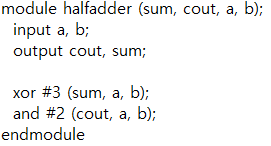 module halfadder (sum, cout, a, b);
input a, b;
output cout, sum;
xor #3 (sum, a, b);
and #2 (cout, a, b);
endmodule